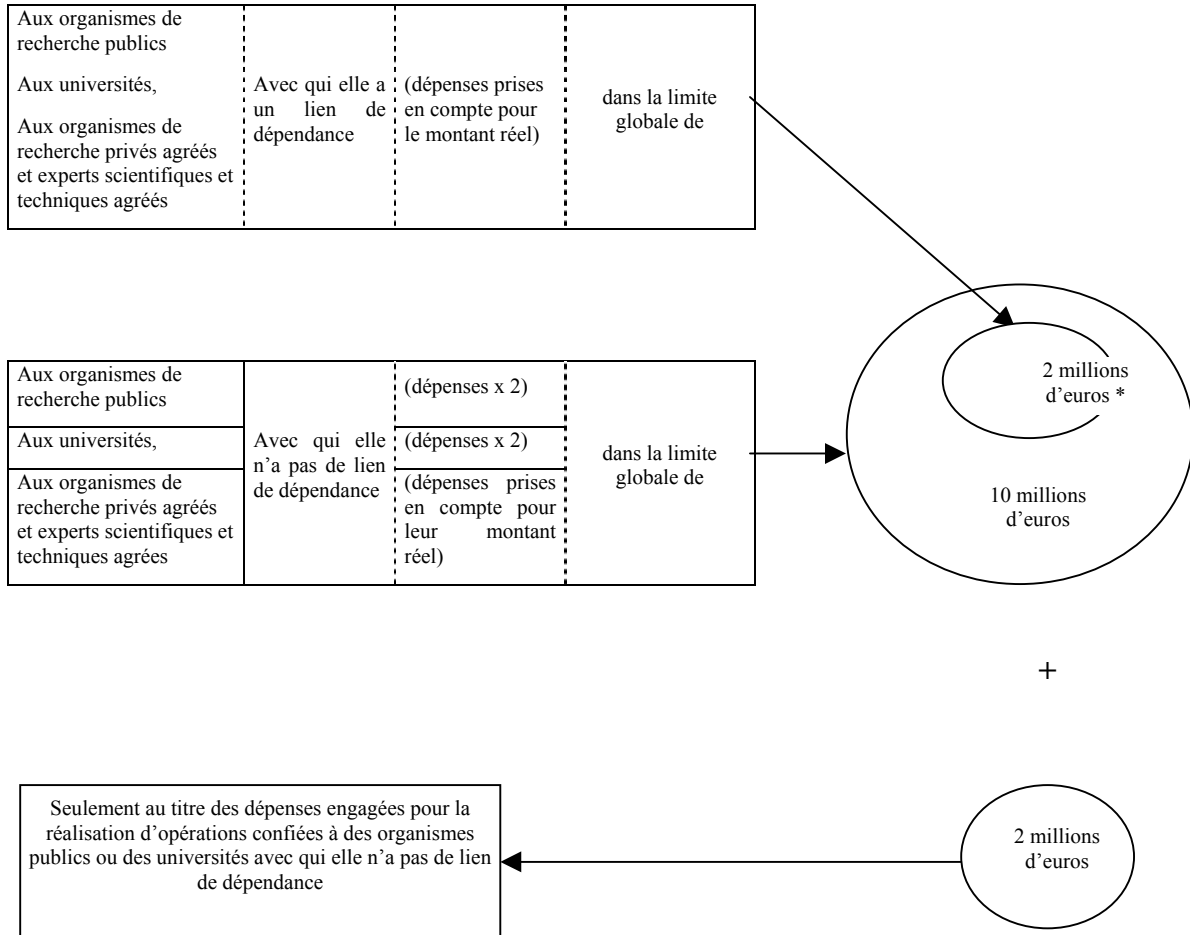 Aux organismes de
recherche publics
Aux universités,
Aux organismes de
recherche privés agréés
et experts scientifiques et
techniques agréés
Avec qui elle a
un lien de
dépendance
(dépenses prises
en compte pour
le montant réel)
dans la limite
globale de
Aux organismes de
recherche publics
Aux universités,
Aux organismes de
recherche privés agréés
et experts scientifiques et
techniques agrées
Avec qui elle
n'a pas de lien
de dépendance
(dépenses x 2)
(dépenses x 2)
(dépenses prises
en compte pour
leur montant
réel)
dans la limite
globale de
2 millions
d'euros *
10 millions
d'euros
+
Seulement au titre des dépenses engagées pour la
réalisation d'opérations confiées à des organismes
publics ou des universités avec qui elle n'a pas de lien
de dépendance
2 millions
d'euros